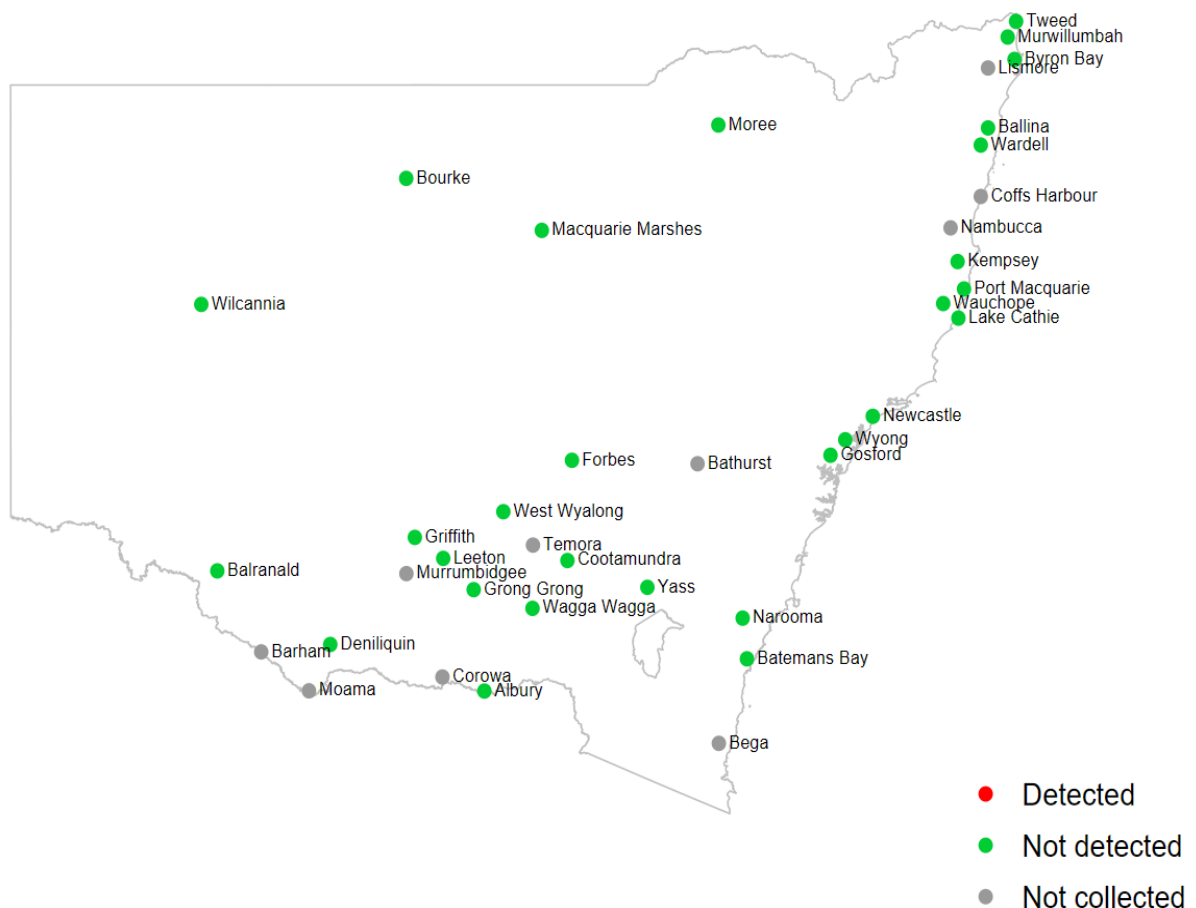 Tweed
Murwillumbah
Byron Bay
Lismore
Moree
Ballina
Wardell
Bourke
Coffs Harbour
Macquarie Marshes
Nambucca
Kempsey
Port Macquarie
Wilcannia
Wauchope
Lake Cathie
Newcastle
Wyong
Gosford
Forbes
Bathurst
West Wyalong
Griffith
Temora
Leeton
Cootamundra
Balranald
Murrumbidgee
Grong Grong
Yass
Wagga Wagga
Narooma
Deniliquin
Barham
Batemans Bay
Corowa
Moama
Albury
Bega
Detected
Not detected
Not collected